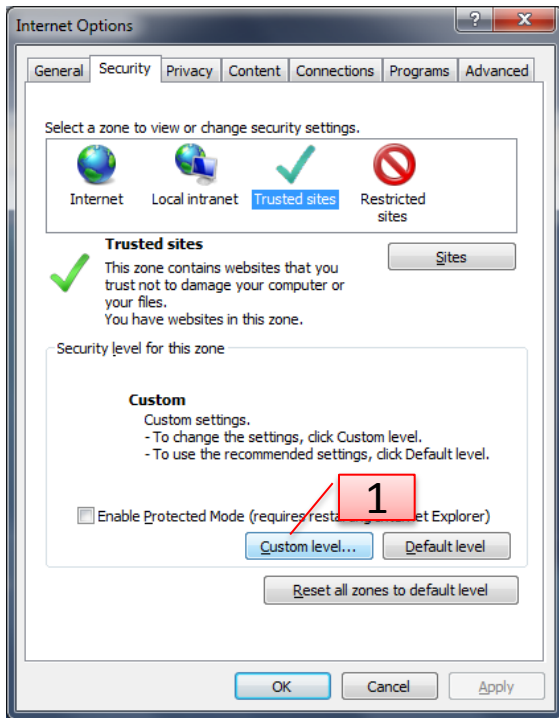 Internet Options
?
X
General Security Privacy Content Connections Programs Advanced
Select a zone to view or change security settings.
Internet Local intranet Trusted sites Restricted
sites
Trusted sites
Sites
This zone contains websites that you
trust not to damage your computer or
your files.
You have websites in this zone.
Security level for this zone
Custom
Custom settings.
- To change the settings, click Custom level.
- To use the recommended settings, click Default level.
1
Enable Protected Mode (requires Explorer)
Custom level... Default level
Reset all zones to default level
OK Cancel Apply